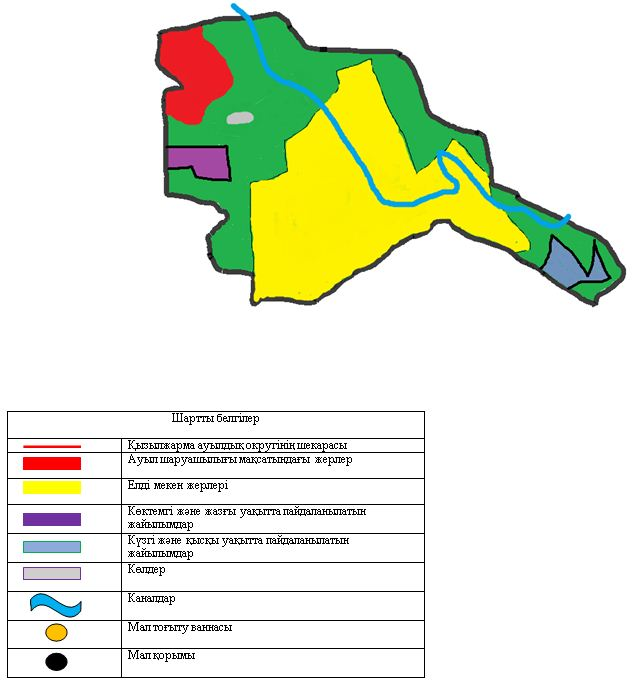 Шартты белгілер
Қызылжарма ауылдық округінің шекарасы
Ауыл шаруашылығы мақсатындағы жерлер
Елді мекен жерлері
Көктемгі және жазғы уақытта пайдаланылатын
жайылымдар
Күзгі және қысқы уақытта пайдаланылатын
жайылымдар
Көлдер
Каналдар
Мал тоғыту ваннасы
Мал қорымы